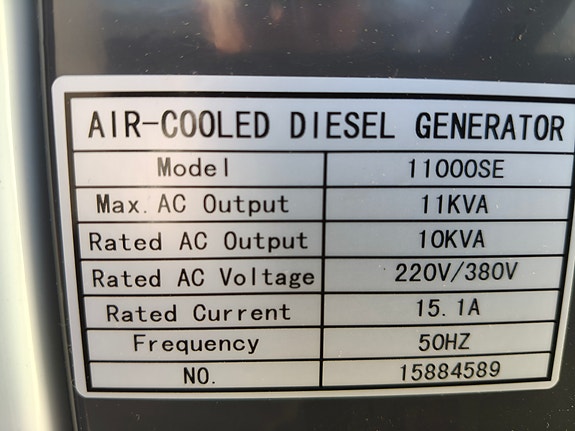 AIR-COOLED DIESEL GENERATOR
Model 11000SE
Max. AC Output 11KVA
Rated AC Output 10KVA
Rated AC Voltage 220V/380V
Rated Current 15.1A
Frequency 50HZ
NO. 15884589